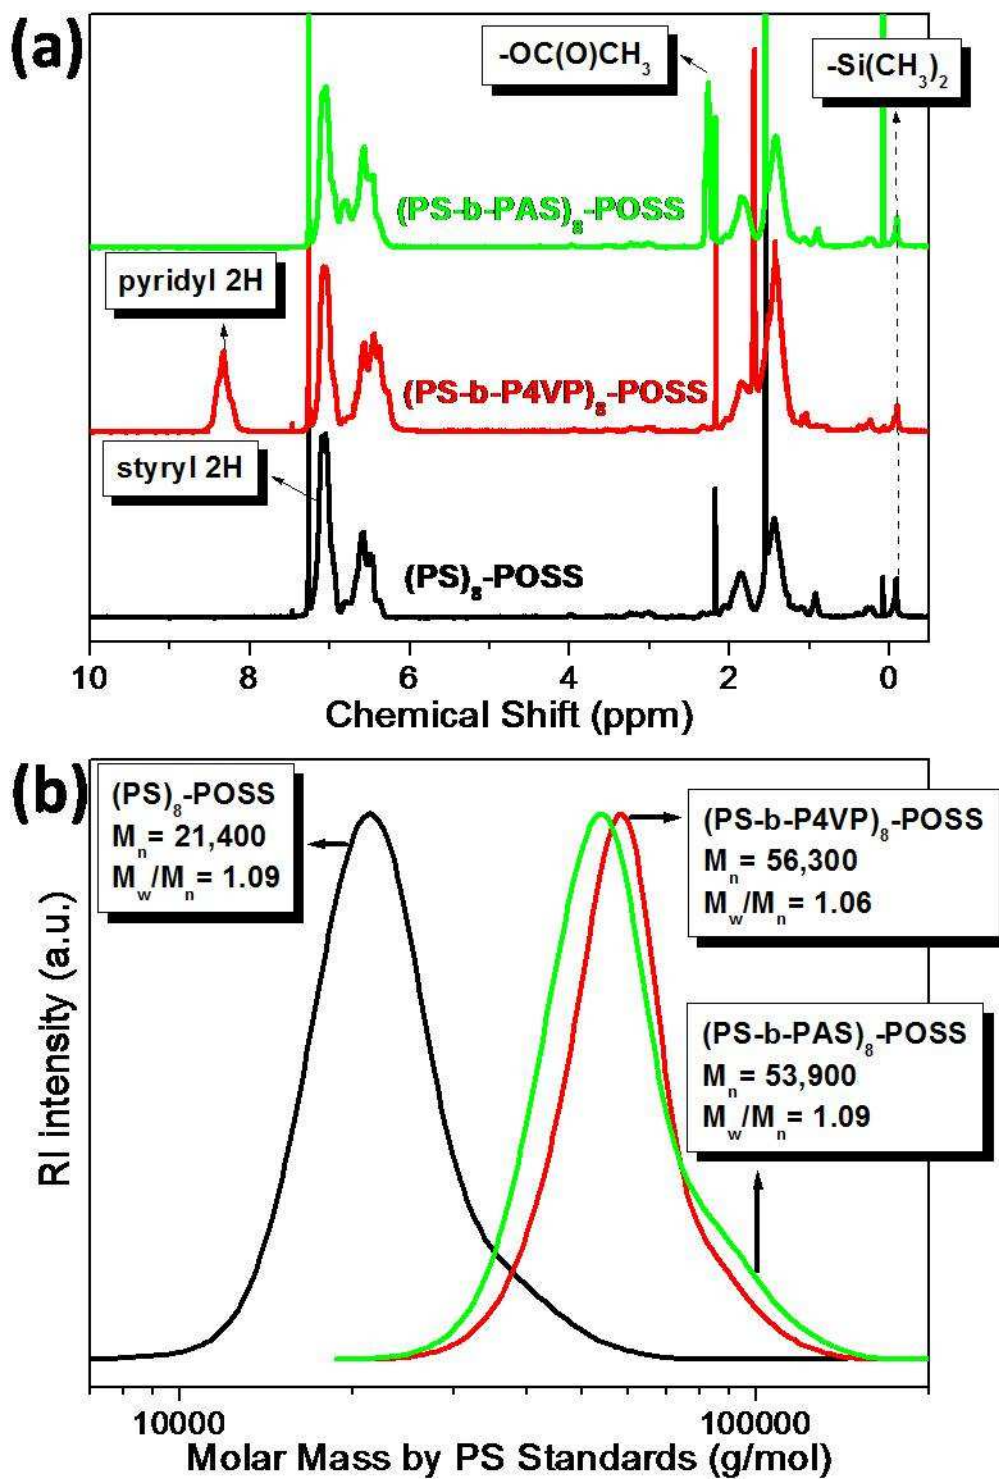 (a)
-OC(O)CH₃
-Si(CH₃)₂
(PS-b-PAS)₈-POSS
pyridyl 2H
(PS-b-P4VP)₈-POSS
styryl 2H
(PS)₈-POSS
10 8 6 4 2 0
Chemical Shift (ppm)
(b)
(PS)₈-POSS
Mₙ= 21,400
M_w/Mₙ= 1.09
(PS-b-P4VP)₈-POSS
Mₙ= 56,300
M_w/Mₙ= 1.06
(PS-b-PAS)₈-POSS
Mₙ= 53,900
M_w/Mₙ= 1.09
RI intensity (a.u.)
10000 100000
Molar Mass by PS Standards (g/mol)